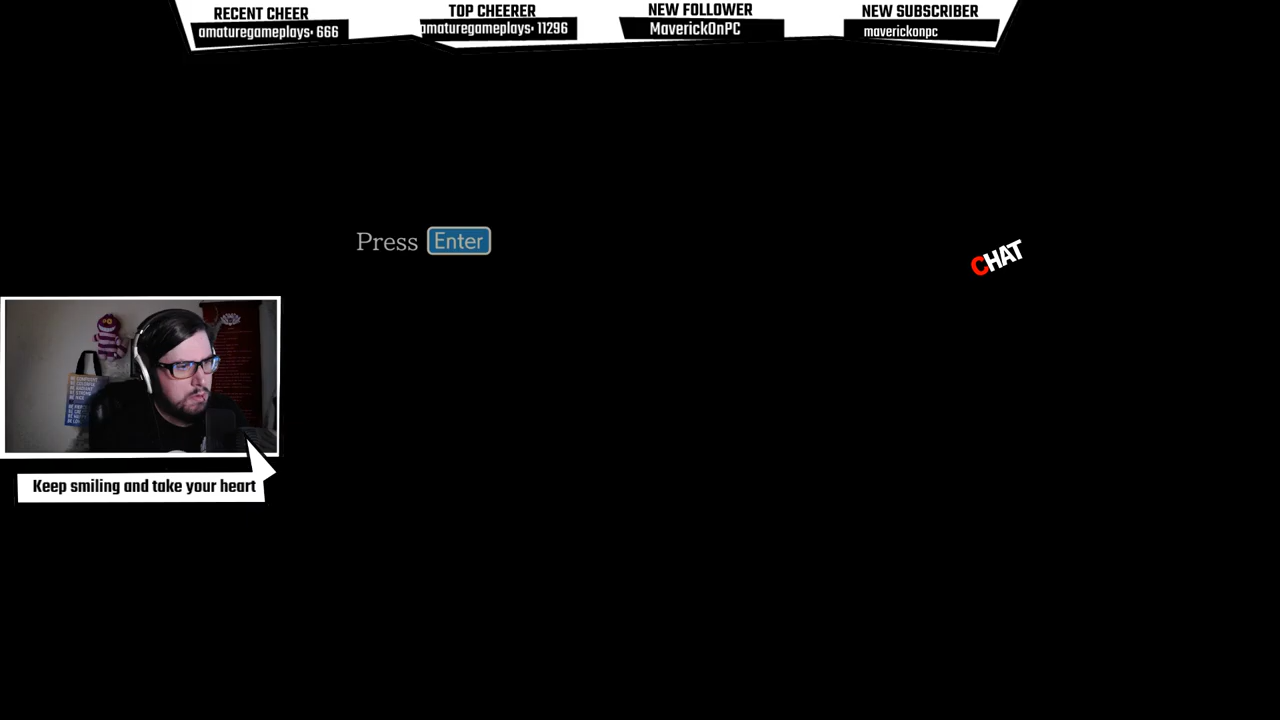 RECENT CHEER
amaturegameplays• 666
TOP CHEERER
amaturegameplays• 11296
NEW FOLLOWER
MaverickOnPC
NEW SUBSCRIBER
maverickonpc
Press Enter
CHAT
Keep smiling and take your heart